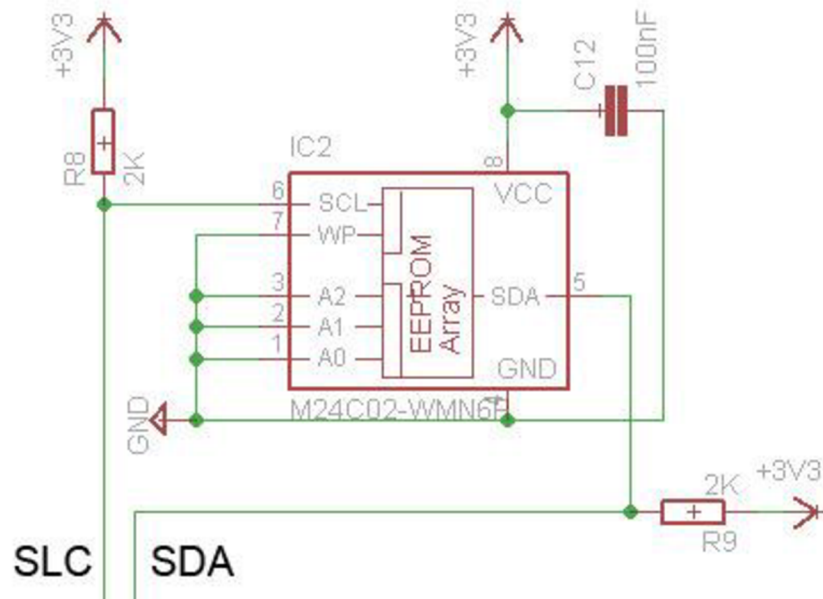 +3V3
+3V3
C12
100nF
R8
2K
IC2
8
VCC
6
SCL
7
WP
3
A2
2
A1
1
A0
EEPROM
Array
SDA
5
GND
4
M24C02-WMN6P
GND
2K
+3V3
R9
SLC
SDA